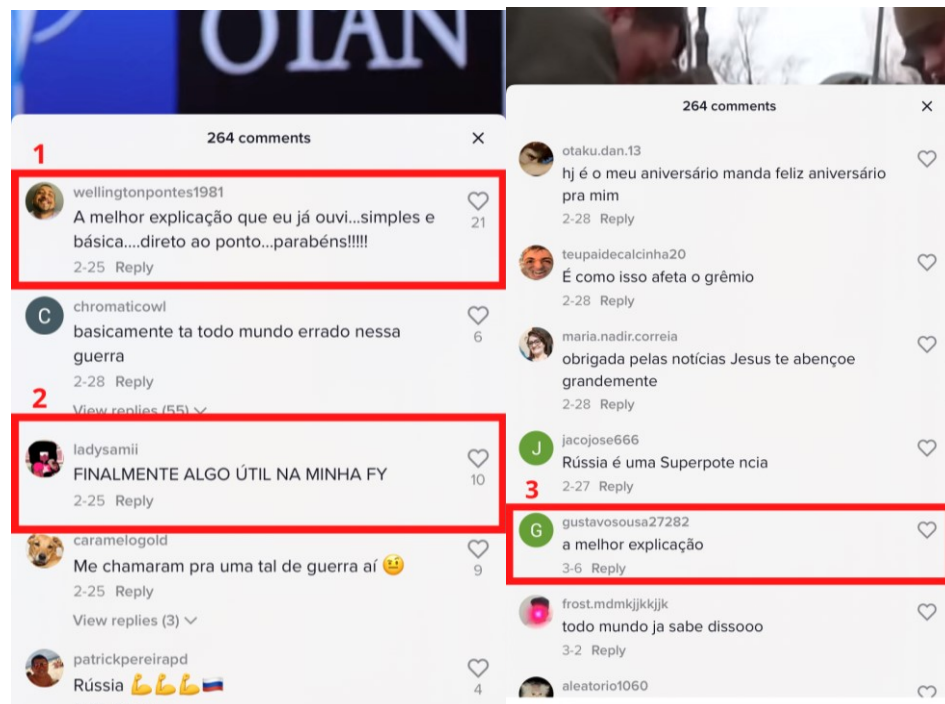 OTAN
264 comments
1
wellingtonpontes1981
A melhor explicação que eu já ouvi...simples e
básica....direto ao ponto...parabéns!!!!!
21
2-25 Reply
chromaticowl
C
basicamente ta todo mundo errado nessa
guerra
6
2-28 Reply
2
View replies (55)
ladysamii
FINALMENTE ALGO ÚTIL NA MINHA FY
10
2-25 Reply
caramelogold
Me chamaram pra uma tal de guerra aí 🤨
9
2-25 Reply
View replies (3)
patrickpereirapd
Rússia 💪💪💪🇷🇺
4
264 comments
otaku.dan.13
hj é o meu aniversário manda feliz aniversário
pra mim
2-28 Reply
teupaidecalcinha20
É como isso afeta o grêmio
2-28 Reply
maria.nadir.correia
obrigada pelas notícias Jesus te abençoe
grandemente
2-28 Reply
jacojose666
J
Rússia é uma Superpote ncia
2-27 Reply
3
gustavosousa27282
G
a melhor explicação
3-6 Reply
frost.mdmkjjkkjjk
todo mundo ja sabe dissooo
3-2 Reply
aleatorio1060